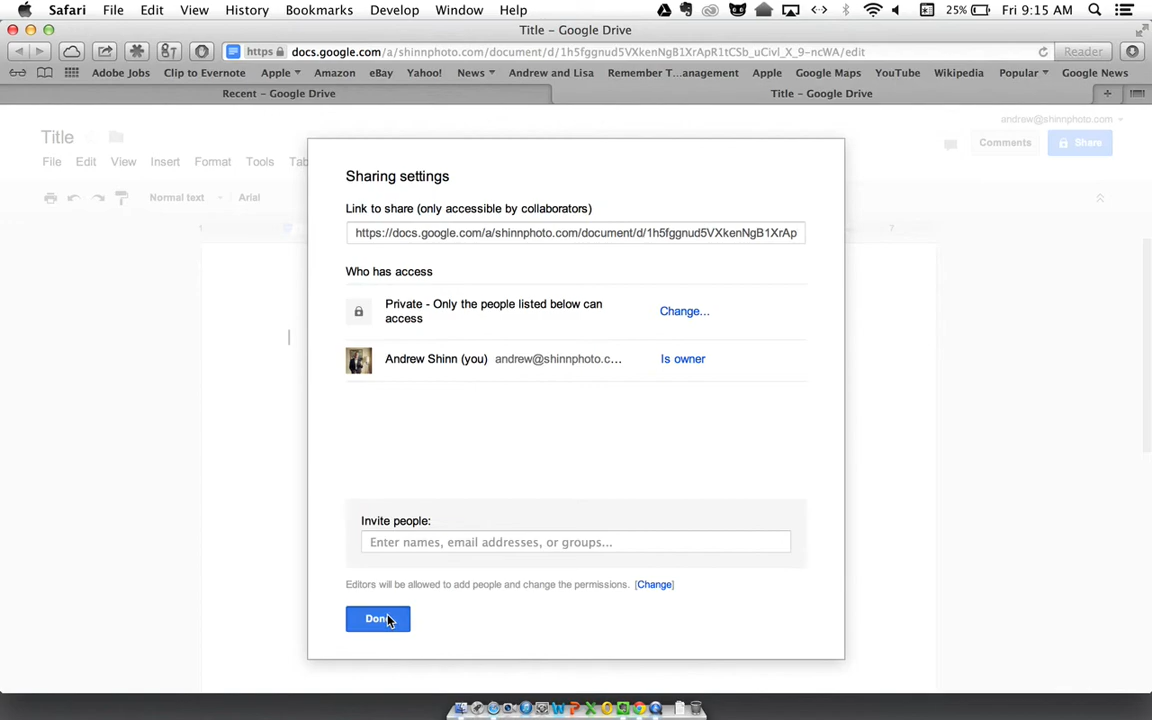 Safari File Edit View History Bookmarks Develop Window Help 25% Fri 9:15 AM
Title – Google Drive
https docs.google.com/a/shinnphoto.com/document/d/1h5fggnud5VXkenNgB1XrApR1tCSb_uCivl_X_9-ncWA/edit Reader
Adobe Jobs Clip to Evernote Apple Amazon eBay Yahoo! News Andrew and Lisa Remember T...anagement Apple Google Maps YouTube Wikipedia Popular Google News
Recent – Google Drive Title – Google Drive
andrew@shinnphoto.com
Title
Comments Share
File Edit View Insert Format Tools Tab
Normal text Arial
1 7
Sharing settings
Link to share (only accessible by collaborators)
https://docs.google.com/a/shinnphoto.com/document/d/1h5fggnud5VXkenNgB1XrAp
Who has access
Private - Only the people listed below can
access
Change...
Andrew Shinn (you) andrew@shinnphoto.c... Is owner
Invite people:
Enter names, email addresses, or groups...
Editors will be allowed to add people and change the permissions. [Change]
Done